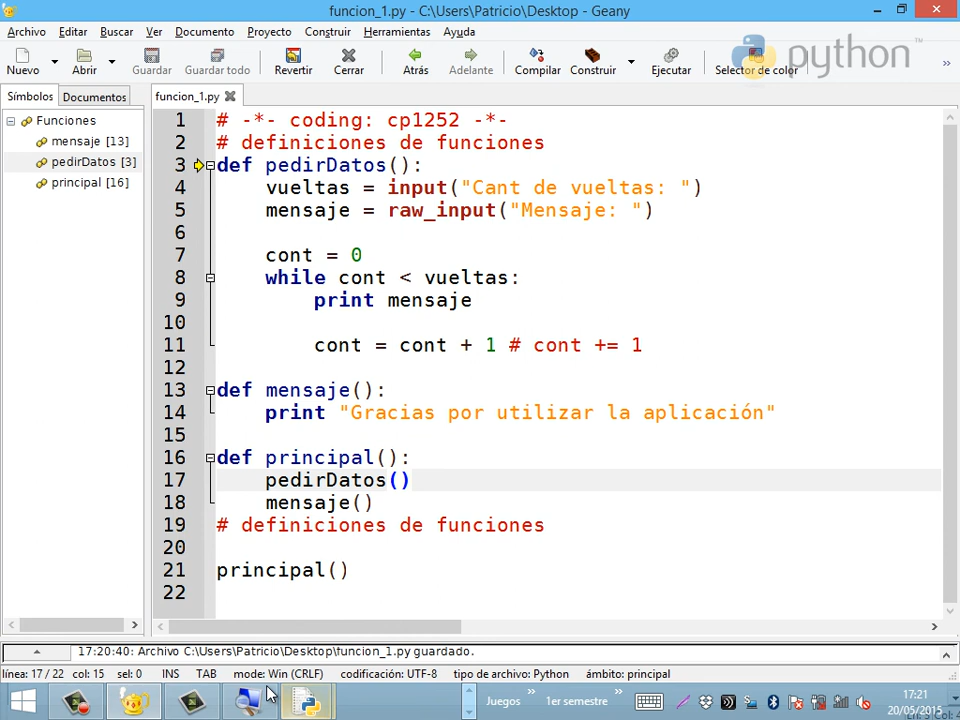 funcion_1.py - C:\Users\Patricio\Desktop - Geany
Archivo Editar Buscar Ver Documento Proyecto Construir Herramientas Ayuda
Nuevo Abrir Guardar Guardar todo Revertir Cerrar Atrás Adelante Compilar Construir Ejecutar Selector de color »
python™
Símbolos Documentos funcion_1.py
Funciones
mensaje [13]
pedirDatos [3]
principal [16]
1 # -*- coding: cp1252 -*-
2 # definiciones de funciones
3 def pedirDatos():
4 vueltas = input("Cant de vueltas: ")
5 mensaje = raw_input("Mensaje: ")
6
7 cont = 0
8 while cont < vueltas:
9 print mensaje
10
11 cont = cont + 1 # cont += 1
12
13 def mensaje():
14 print "Gracias por utilizar la aplicación"
15
16 def principal():
17 pedirDatos()
18 mensaje()
19 # definiciones de funciones
20
21 principal()
22
17:20:40: Archivo C:\Users\Patricio\Desktop\funcion_1.py guardado.
línea: 17 / 22 col: 15 sel: 0 INS TAB modo: Win (CRLF) codificación: UTF-8 tipo de archivo: Python ámbito: principal
Juegos » 1er semestre »
17:21
20/05/2015